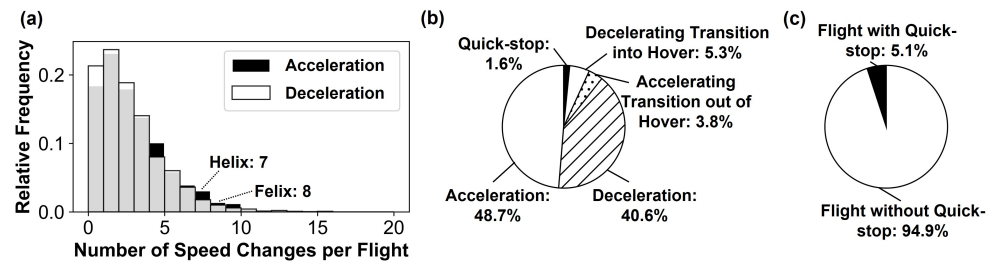 (a)
Relative Frequency
0.2
0.1
0.0
Acceleration
Deceleration
Helix: 7
Felix: 8
0 5 10 15 20
Number of Speed Changes per Flight
(b)
Quick-stop:
1.6%
Decelerating Transition
into Hover: 5.3%
Accelerating
Transition out of
Hover: 3.8%
Acceleration:
48.7%
Deceleration:
40.6%
(c)
Flight with Quick-
stop: 5.1%
Flight without Quick-
stop: 94.9%